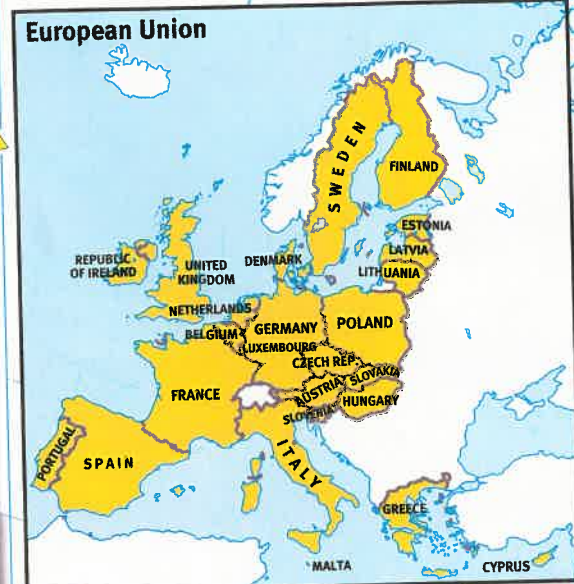 European Union
SWEDEN
FINLAND
ESTONIA
LATVIA
LITHUANIA
REPUBLIC
OF IRELAND
UNITED
KINGDOM
DENMARK
NETHERLANDS
BELGIUM
GERMANY
POLAND
LUXEMBOURG
CZECH REP.
SLOVAKIA
AUSTRIA
HUNGARY
FRANCE
SLOVENIA
PORTUGAL
SPAIN
ITALY
GREECE
MALTA
CYPRUS